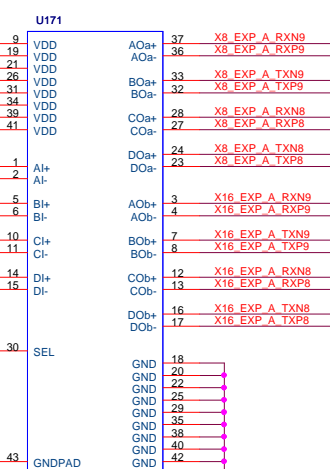 U171
9 VDD AOa+ 37 X8_EXP_A_RXN9
19 VDD AOa- 36 X8_EXP_A_RXP9
21 VDD
26 VDD BOa+ 33 X8_EXP_A_TXN9
31 VDD BOa- 32 X8_EXP_A_TXP9
34 VDD
39 VDD COa+ 28 X8_EXP_A_RXN8
41 VDD COa- 27 X8_EXP_A_RXP8
DOa+ 24 X8_EXP_A_TXN8
1 AI+ DOa- 23 X8_EXP_A_TXP8
2 AI-
5 BI+ AOb+ 3 X16_EXP_A_RXN9
6 BI- AOb- 4 X16_EXP_A_RXP9
10 CI+ BOb+ 7 X16_EXP_A_TXN9
11 CI- BOb- 8 X16_EXP_A_TXP9
14 DI+ COb+ 12 X16_EXP_A_RXN8
15 DI- COb- 13 X16_EXP_A_RXP8
DOb+ 16 X16_EXP_A_TXN8
DOb- 17 X16_EXP_A_TXP8
30 SEL
GND 18
GND 20
GND 22
GND 25
GND 29
GND 35
GND 38
GND 40
43 GNDPAD GND 42